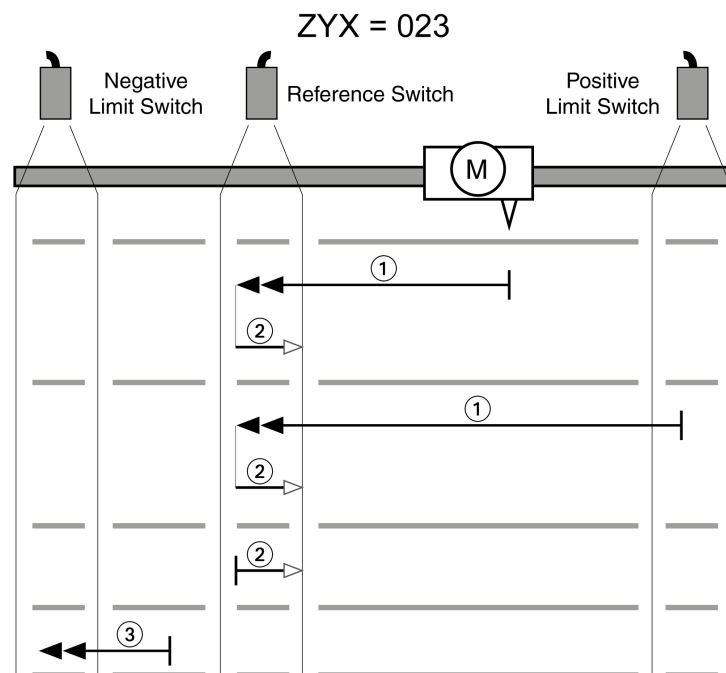 ZYX = 023
Negative
Limit Switch
Reference Switch
Positive
Limit Switch
M
1
2
1
2
2
3